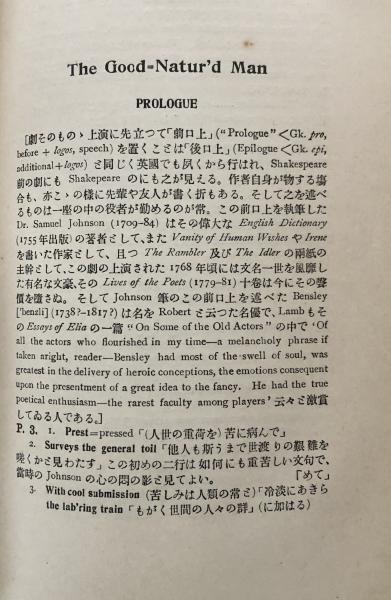 The Good-Natur'd Man
PROLOGUE
[劇そのものゝ上演に先立つて「前口上」("Prologue"<Gk. pro,
before + logos, speech) を置くことは「後口上」(Epilogue<Gk. epi,
additional+logos) と同じく英國でも夙くから行はれ、Shakespeare
前の劇にも Shakepeare のにも之が見える。作者自身が物する塲
合も、亦こゝの樣に先輩や友人が書く折もある。そして之を述べ
るものは一座の中の役者が勤めるのが常。この前口上を執筆した
Dr. Samuel Johnson (1709–84) はその偉大な English Dictionary
(1755年出版) の著者として、また Vanity of Human Wishes や Irene
を書いた作家として、且つ The Rambler 及び The Idler の兩紙の
主幹として、この劇の上演された 1768 年頃には文名一世を風靡し
た有名な文豪、その Lives of the Poets (1779–81) 十卷は今にその聲
價を墮さぬ。そして Johnson 筆のこの前口上を述べた Bensley
['benzli] (1738?–1817?) は名を Robert と云つた名優、Lamb もそ
の Essays of Elia の一篇 "On Some of the Old Actors" の中で 'Of
all the actors who flourished in my time—a melancholy phrase if
taken aright, reader—Bensley had most of the swell of soul, was
greatest in the delivery of heroic conceptions, the emotions consequent
upon the presentment of a great idea to the fancy. He had the true
poetical enthusiasm—the rarest faculty among players' 云々と激賞
してゐる人である。]
P. 3. 1. Prest=pressed「(人世の重荷を) 苦に病んで」
2. Surveys the general toil「他人も斯うまで世渡りの艱難を
嘆くかと見わたす」この初めの二行は如何にも重苦しい文句で、
當時の Johnson の心の悶の影と見てよい。「めて」
3. With cool submission (苦しみは人類の常と)「冷淡にあきら
the lab'ring train「もがく世間の人々の群」(に加はる)